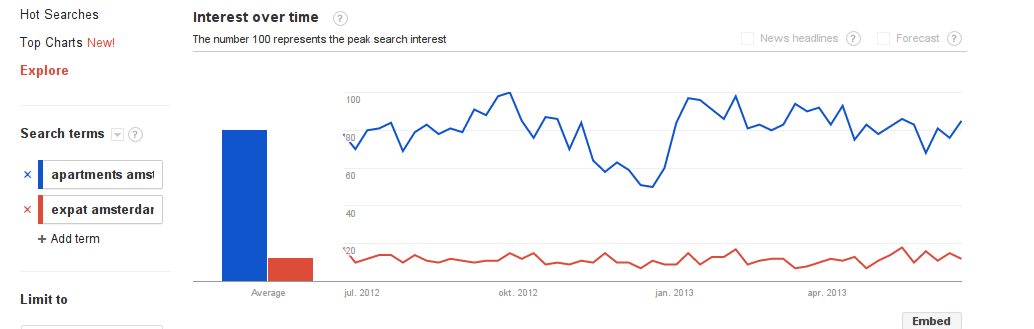 Hot Searches
Top Charts New!
Explore
Search terms
?
× apartments amst
× expat amsterdar
+ Add term
Limit to
Interest over time ?
The number 100 represents the peak search interest
News headlines ? Forecast ?
100
80
60
40
20
Average jul. 2012 okt. 2012 jan. 2013 apr. 2013
Embed